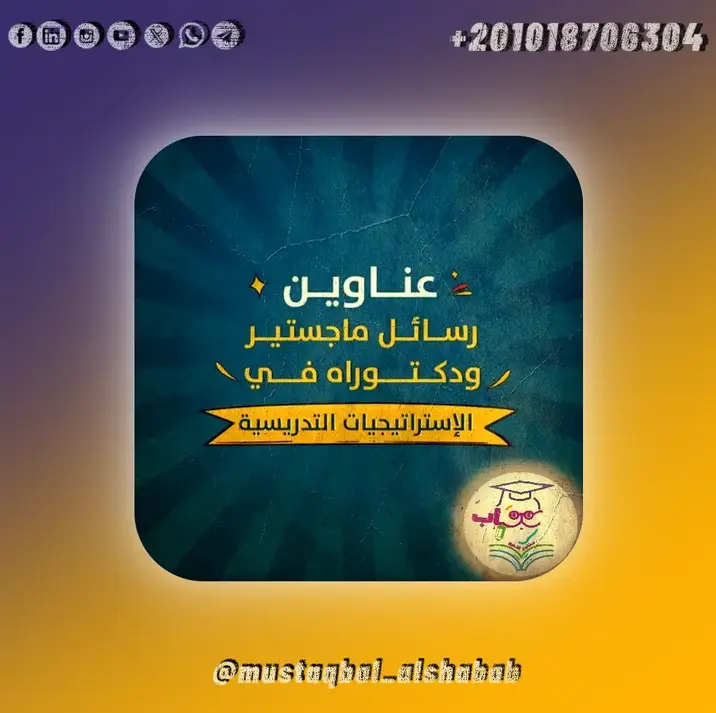 +201018706304
عناوين
رسائل ماجستير
ودكتوراه في
الإستراتيجيات التدريسية
@mustaqbal_alshabab